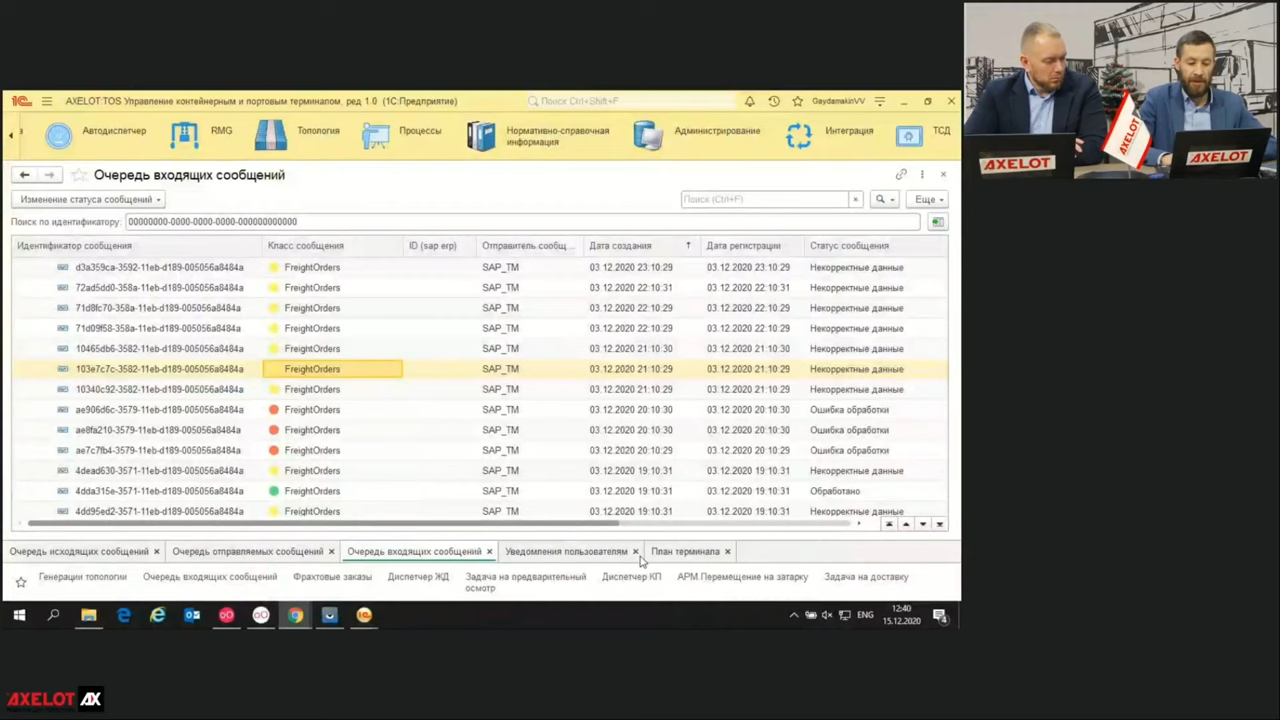 AXELOT TOS Управление контейнерным и портовым терминалом, ред 1.0 (1С:Предприятие)
Поиск Ctrl+Shift+F
GaydamakinVV
Автодиспетчер
RMG
Топология
Процессы
Нормативно-справочная
информация
Администрирование
Интеграция
ТСД
Очередь входящих сообщений
Изменение статуса сообщений
Поиск (Ctrl+F)
Еще
Поиск по идентификатору:
00000000-0000-0000-0000-000000000000
Идентификатор сообщения Класс сообщения ID (sap erp) Отправитель сообщ... Дата создания Дата регистрации Статус сообщения
d3a359ca-3592-11eb-d189-005056a8484a FreightOrders SAP_TM 03.12.2020 23:10:29 03.12.2020 23:10:29 Некорректные данные
72ad5dd0-358a-11eb-d189-005056a8484a FreightOrders SAP_TM 03.12.2020 22:10:31 03.12.2020 22:10:31 Некорректные данные
71d8fc70-358a-11eb-d189-005056a8484a FreightOrders SAP_TM 03.12.2020 22:10:29 03.12.2020 22:10:29 Некорректные данные
71d09f58-358a-11eb-d189-005056a8484a FreightOrders SAP_TM 03.12.2020 22:10:29 03.12.2020 22:10:29 Некорректные данные
10465db6-3582-11eb-d189-005056a8484a FreightOrders SAP_TM 03.12.2020 21:10:30 03.12.2020 21:10:30 Некорректные данные
103e7c7c-3582-11eb-d189-005056a8484a FreightOrders SAP_TM 03.12.2020 21:10:29 03.12.2020 21:10:29 Некорректные данные
10340c92-3582-11eb-d189-005056a8484a FreightOrders SAP_TM 03.12.2020 21:10:29 03.12.2020 21:10:29 Некорректные данные
ae906d6c-3579-11eb-d189-005056a8484a FreightOrders SAP_TM 03.12.2020 20:10:30 03.12.2020 20:10:30 Ошибка обработки
ae8fa210-3579-11eb-d189-005056a8484a FreightOrders SAP_TM 03.12.2020 20:10:30 03.12.2020 20:10:30 Ошибка обработки
ae7c7fb4-3579-11eb-d189-005056a8484a FreightOrders SAP_TM 03.12.2020 20:10:29 03.12.2020 20:10:29 Ошибка обработки
4dead630-3571-11eb-d189-005056a8484a FreightOrders SAP_TM 03.12.2020 19:10:31 03.12.2020 19:10:31 Некорректные данные
4dda315e-3571-11eb-d189-005056a8484a FreightOrders SAP_TM 03.12.2020 19:10:31 03.12.2020 19:10:31 Обработано
4dd95ed2-3571-11eb-d189-005056a8484a FreightOrders SAP_TM 03.12.2020 19:10:31 03.12.2020 19:10:31 Некорректные данные
Очередь исходящих сообщений
Очередь отправляемых сообщений
Очередь входящих сообщений
Уведомления пользователям
План терминала
Генерации топологии
Очередь входящих сообщений
Фрахтовые заказы
Диспетчер ЖД
Задача на предварительный
осмотр
Диспетчер КП
АРМ Перемещение на затарку
Задача на доставку
ENG
12:40
15.12.2020
4
AXELOT
AXELOT
AXELOT
AXELOT AX